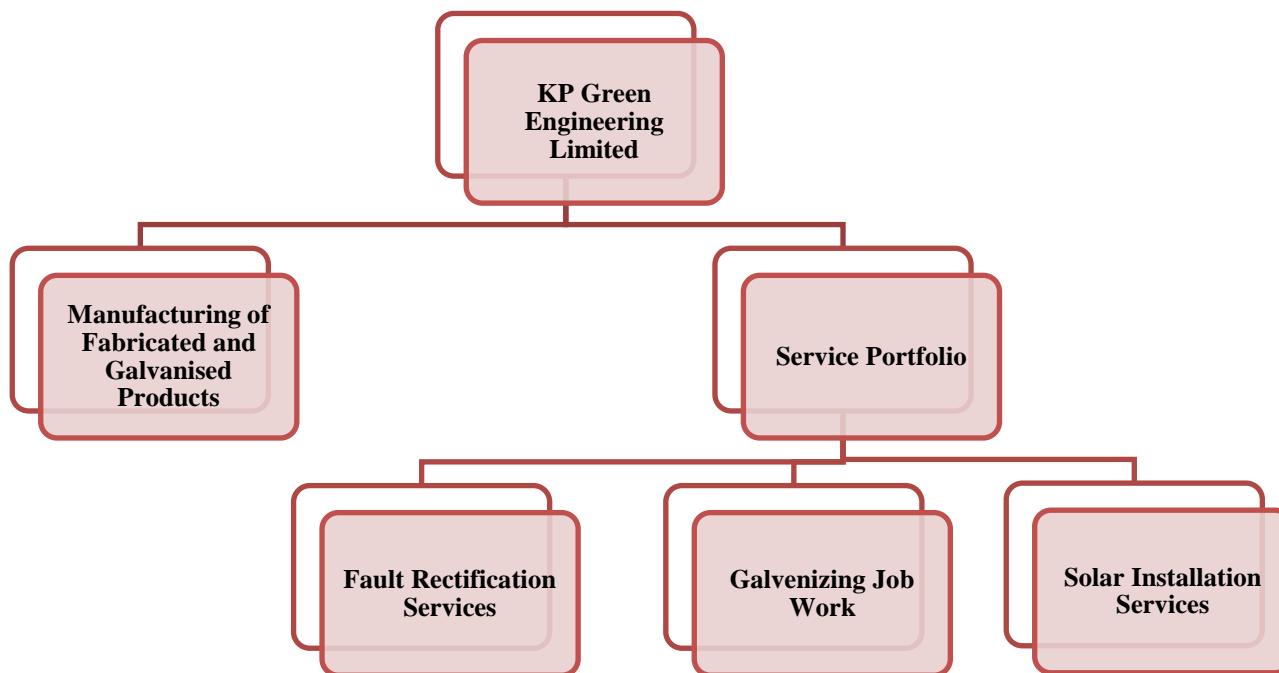 KP Green
Engineering
Limited
Manufacturing of
Fabricated and
Galvanised
Products
Service Portfolio
Fault Rectification
Services
Galvenizing Job
Work
Solar Installation
Services